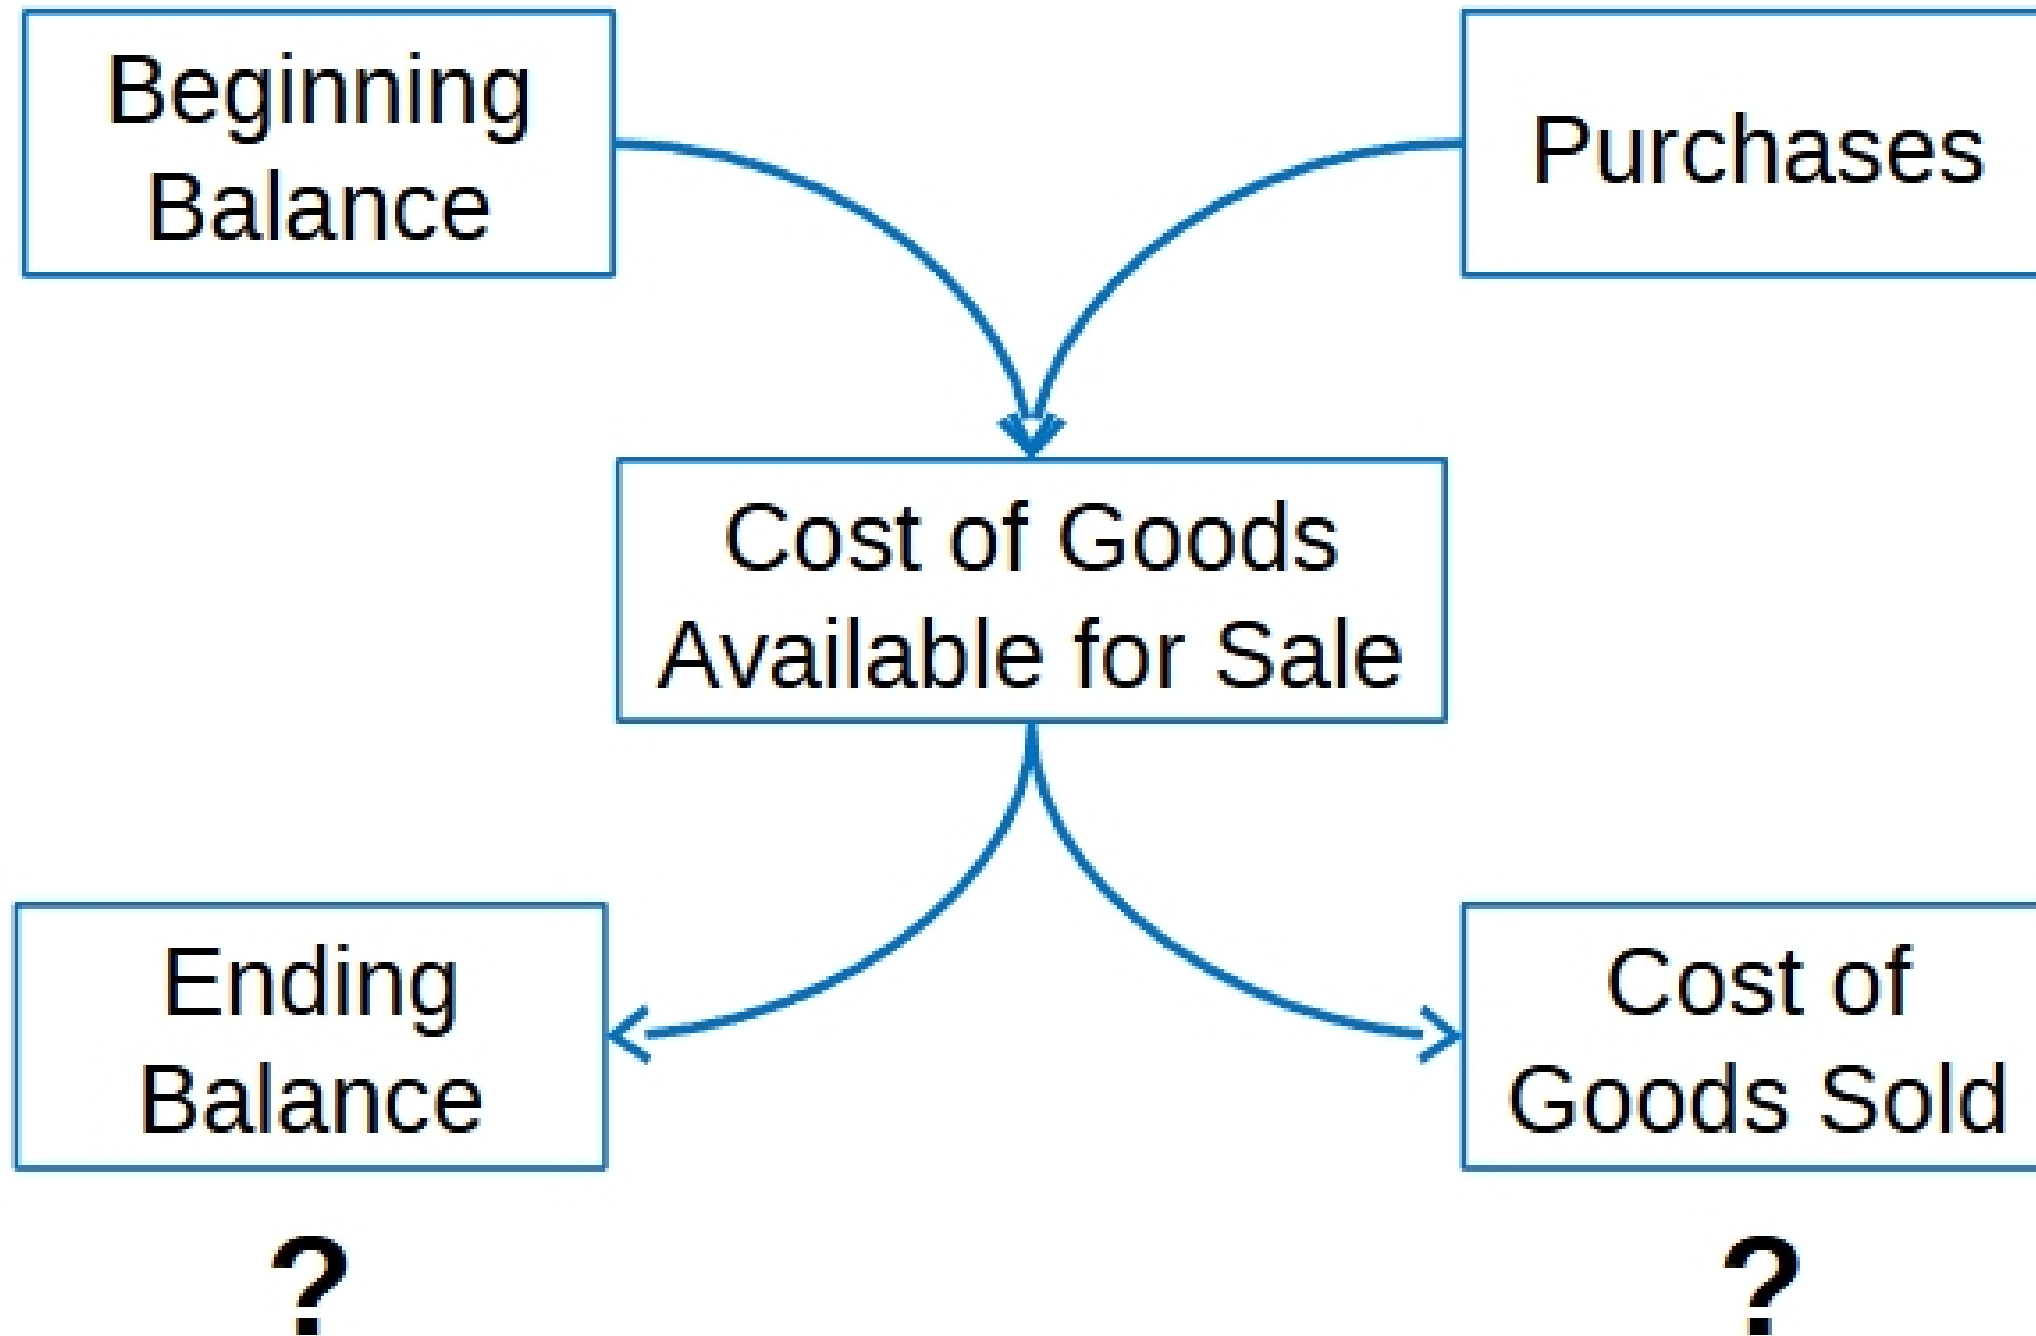 Beginning
Balance
Purchases
Cost of Goods
Available for Sale
Ending
Balance
Cost of
Goods Sold
?
?